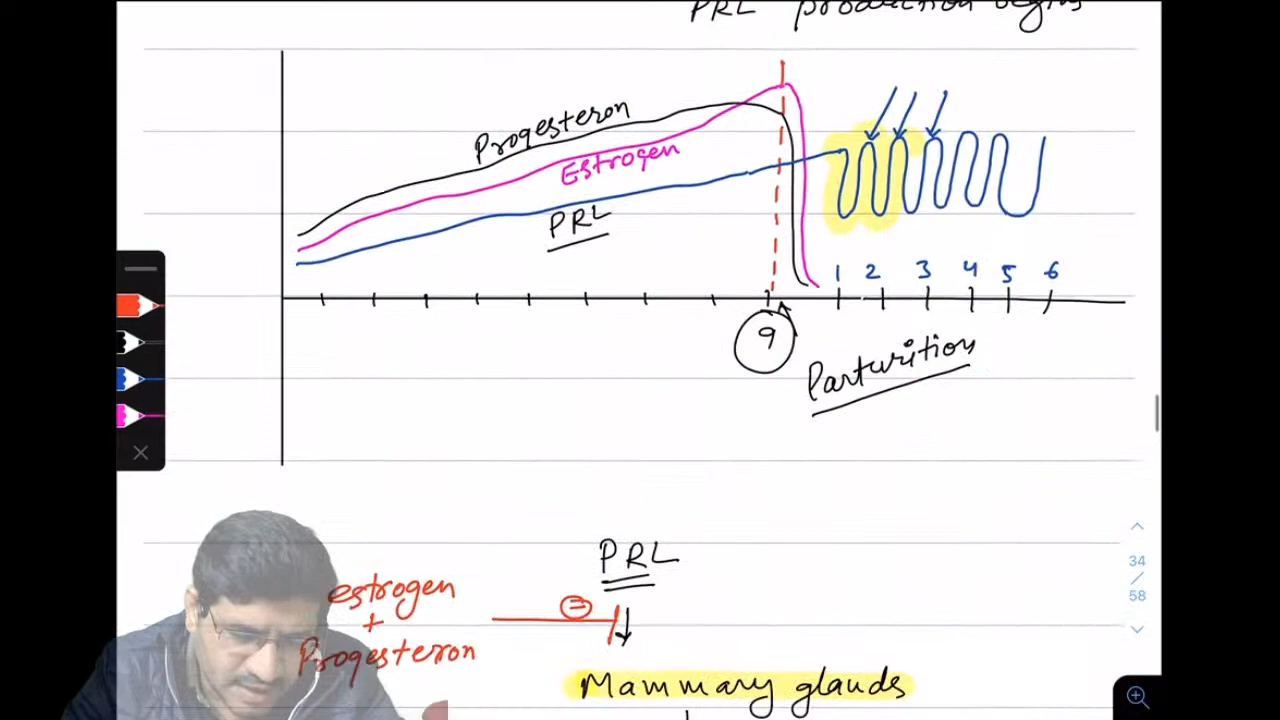 PRL production begins
Progesteron
Estrogen
PRL
1 2 3 4 5 6
9
Parturition
PRL
estrogen
+
Progesteron
Mammary glands
34
/
58